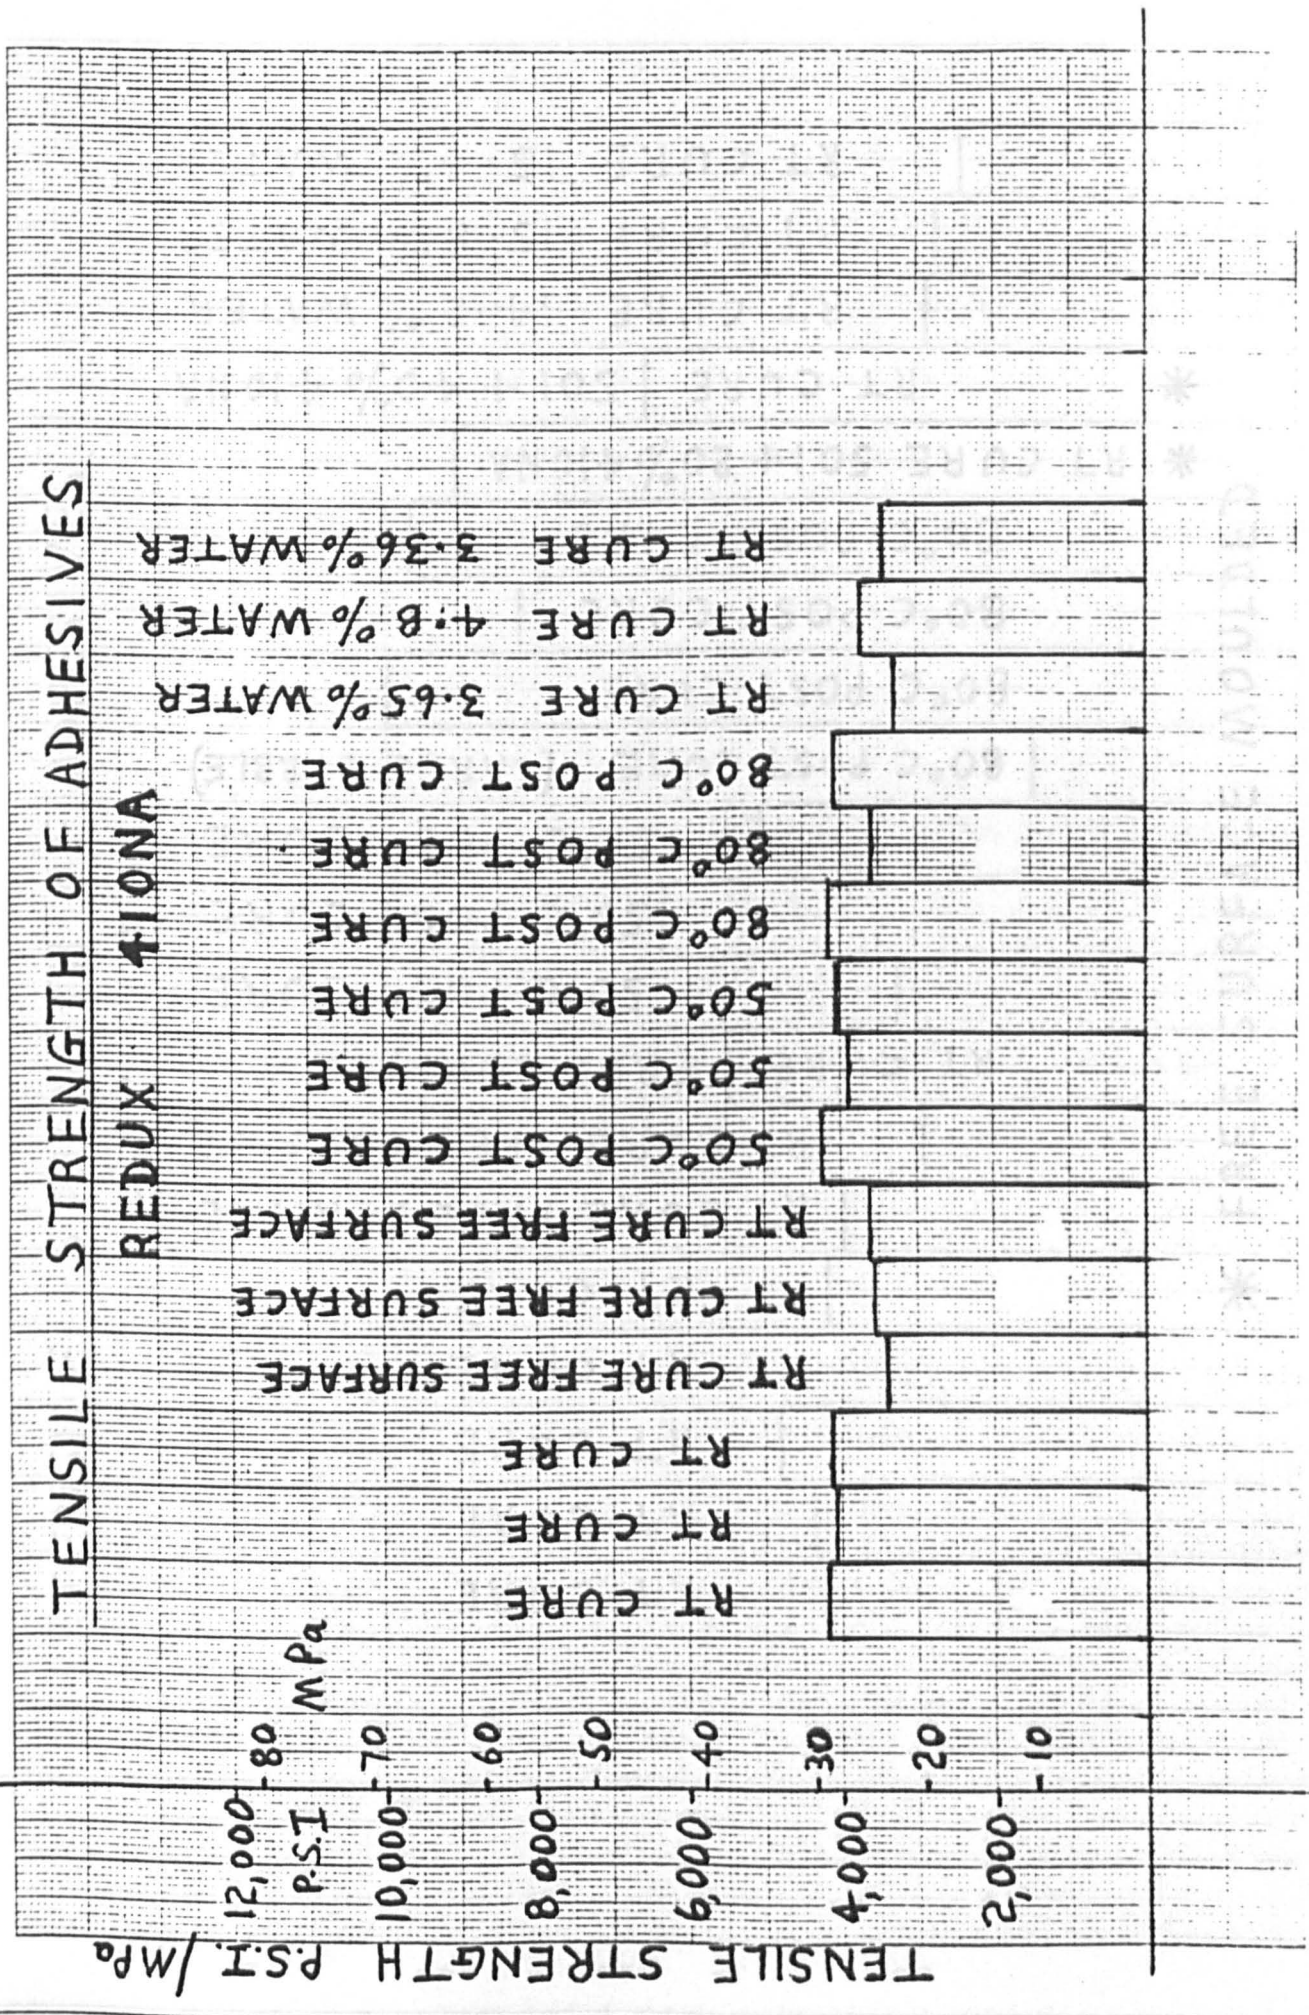 TENSILE STRENGTH OF ADHESIVES
REDUX 410NA
TENSILE STRENGTH P.S.I./MPa
12,000
P.S.I
10,000
8,000
6,000
4,000
2,000
80 MPa
70
60
50
40
30
20
10
RT CURE
RT CURE
RT CURE
RT CURE FREE SURFACE
RT CURE FREE SURFACE
RT CURE FREE SURFACE
50°C POST CURE
50°C POST CURE
50°C POST CURE
80°C POST CURE
80°C POST CURE
80°C POST CURE
RT CURE 3.65% WATER
RT CURE 4.8% WATER
RT CURE 3.36% WATER